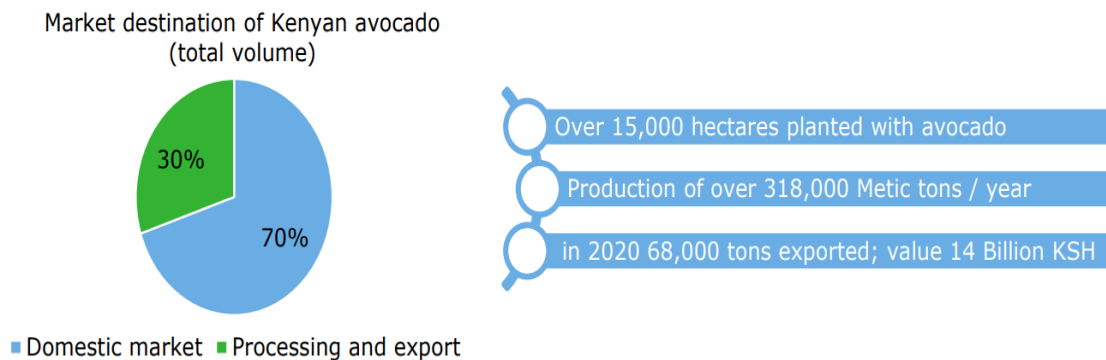 Market destination of Kenyan avocado
(total volume)
30%
70%
Domestic market
Processing and export
Over 15,000 hectares planted with avocado
Production of over 318,000 Metic tons / year
in 2020 68,000 tons exported; value 14 Billion KSH